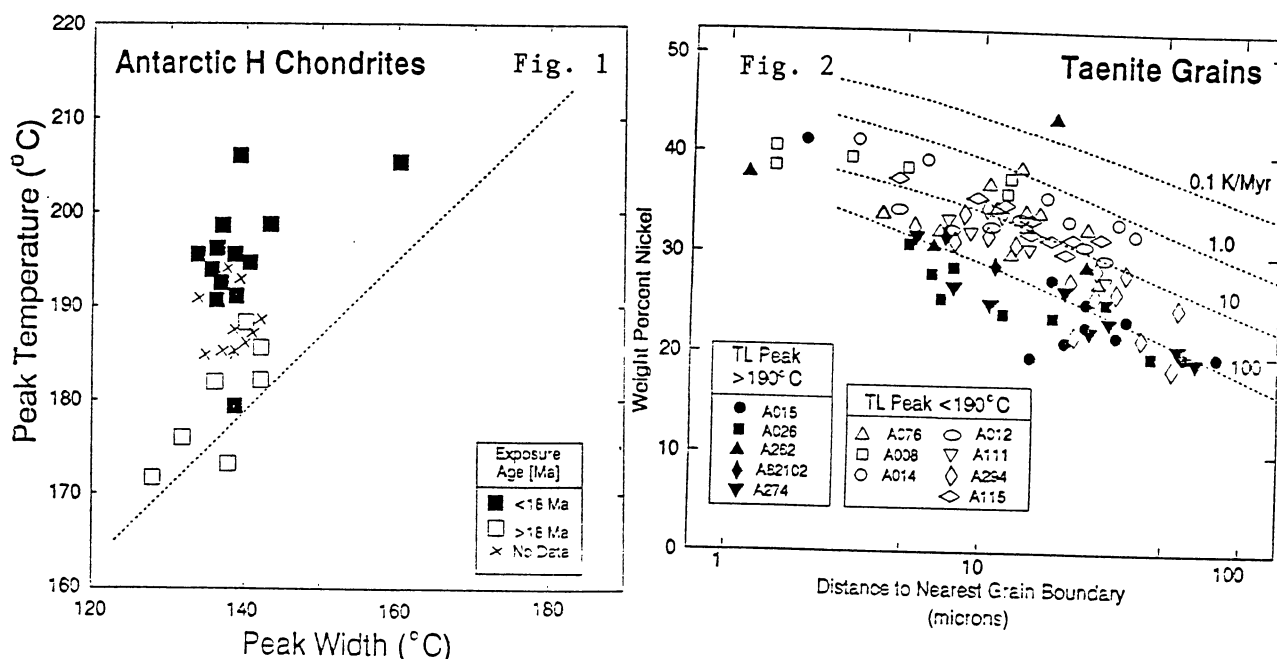 Antarctic H Chondrites
Fig. 1
Peak Temperature (°C)
220
210
200
190
180
170
160
120
140
160
180
Peak Width (°C)
Exposure
Age [Ma]
<18 Ma
>18 Ma
No Data
Fig. 2
Taenite Grains
Weight Percent Nickel
50
40
30
20
10
0
0.1 K/Myr
1.0
10
100
TL Peak
>190°C
A015
A026
A262
A82102
A274
TL Peak <190°C
A076
A008
A014
A012
A111
A294
A115
1
10
100
Distance to Nearest Grain Boundary
(microns)